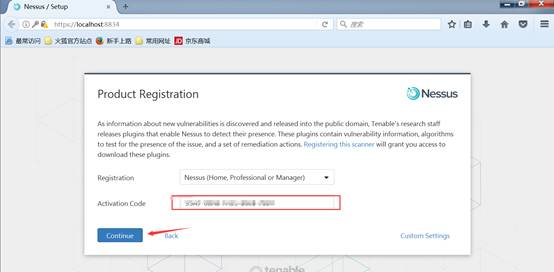 Nessus / Setup
https://localhost:8834
搜索
最常访问 火狐官方站点 新手上路 常用网址 JD 京东商城
Product Registration
Nessus
As information about new vulnerabilities is discovered and released into the public domain, Tenable's research staff
releases plugins that enable Nessus to detect their presence. These plugins contain vulnerability information, algorithms
to test for the presence of the issue, and a set of remediation actions. Registering this scanner will grant you access to
download these plugins.
Registration Nessus (Home, Professional or Manager)
Activation Code
Continue Back Custom Settings
tenable